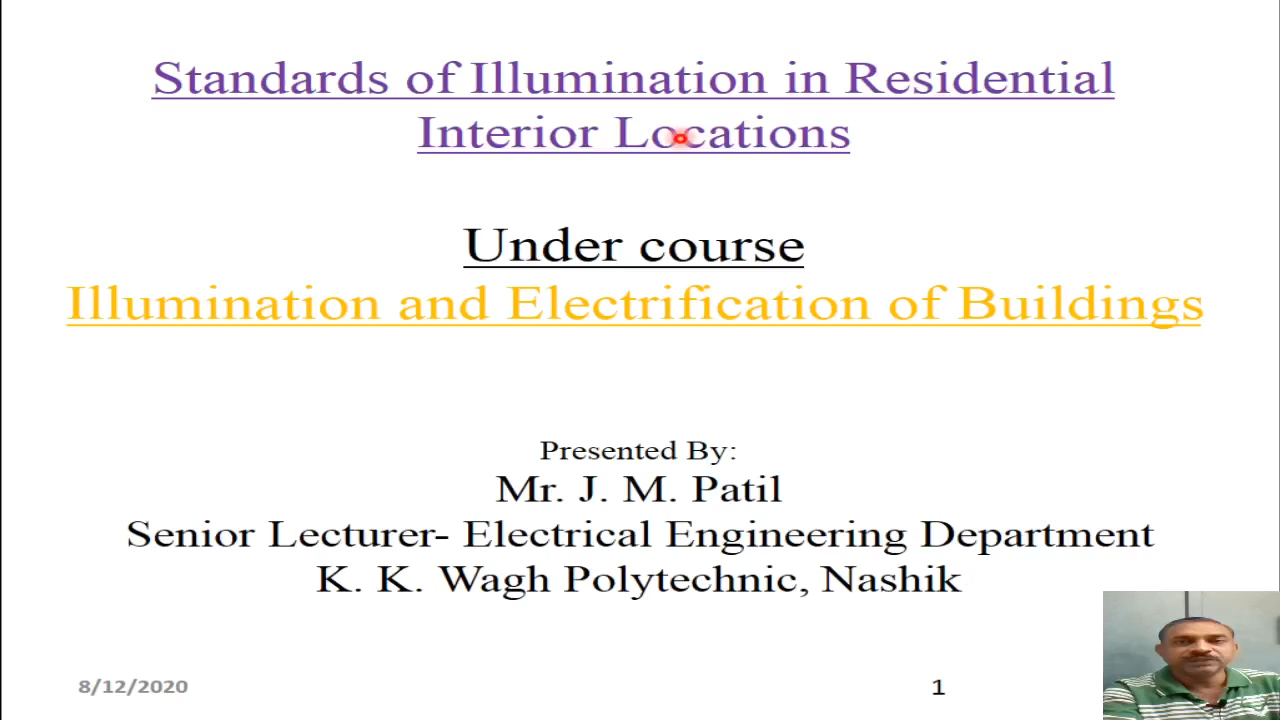 Standards of Illumination in Residential
Interior Locations
Under course
Illumination and Electrification of Buildings
Presented By:
Mr. J. M. Patil
Senior Lecturer- Electrical Engineering Department
K. K. Wagh Polytechnic, Nashik
8/12/2020
1